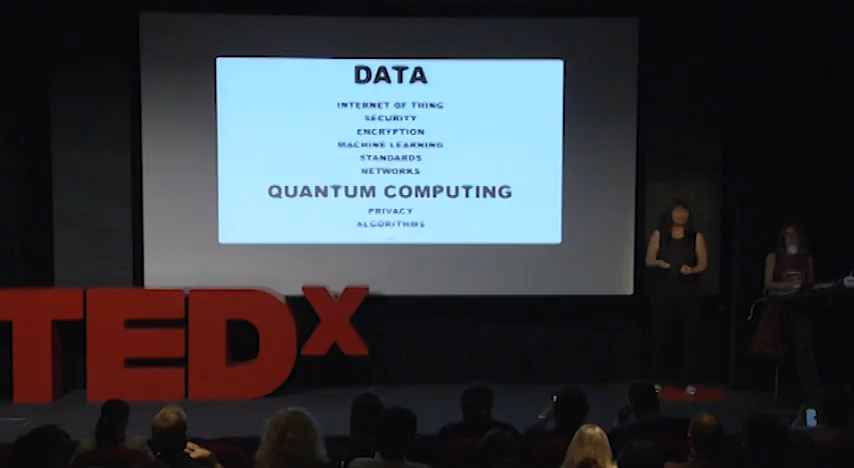 DATA
INTERNET OF THING
SECURITY
ENCRYPTION
MACHINE LEARNING
STANDARDS
NETWORKS
QUANTUM COMPUTING
PRIVACY
ALGORITHMS
TEDx